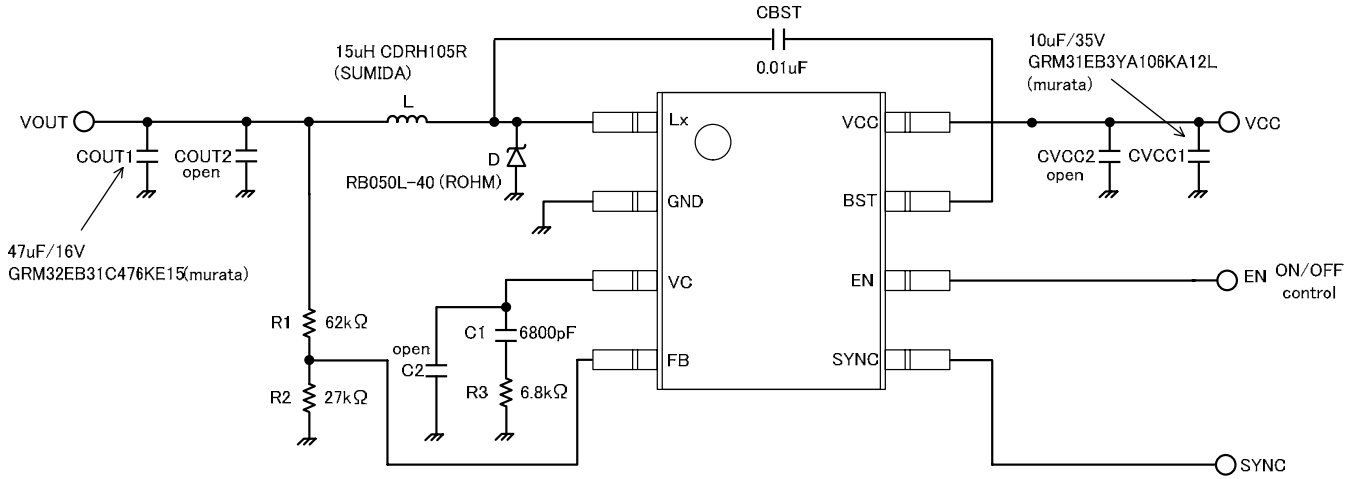 CBST
0.01uF
15uH CDRH105R
(SUMIDA)
L
10uF/35V
GRM31EB3YA106KA12L
(murata)
VOUT
Lx
VCC
VCC
COUT1
COUT2
open
D
RB050L-40 (ROHM)
CVCC2
open
CVCC1
GND
BST
47uF/16V
GRM32EB31C476KE15(murata)
VC
EN
EN
ON/OFF
control
R1
62kΩ
C1
6800pF
open
C2
FB
SYNC
R2
27kΩ
R3
6.8kΩ
SYNC